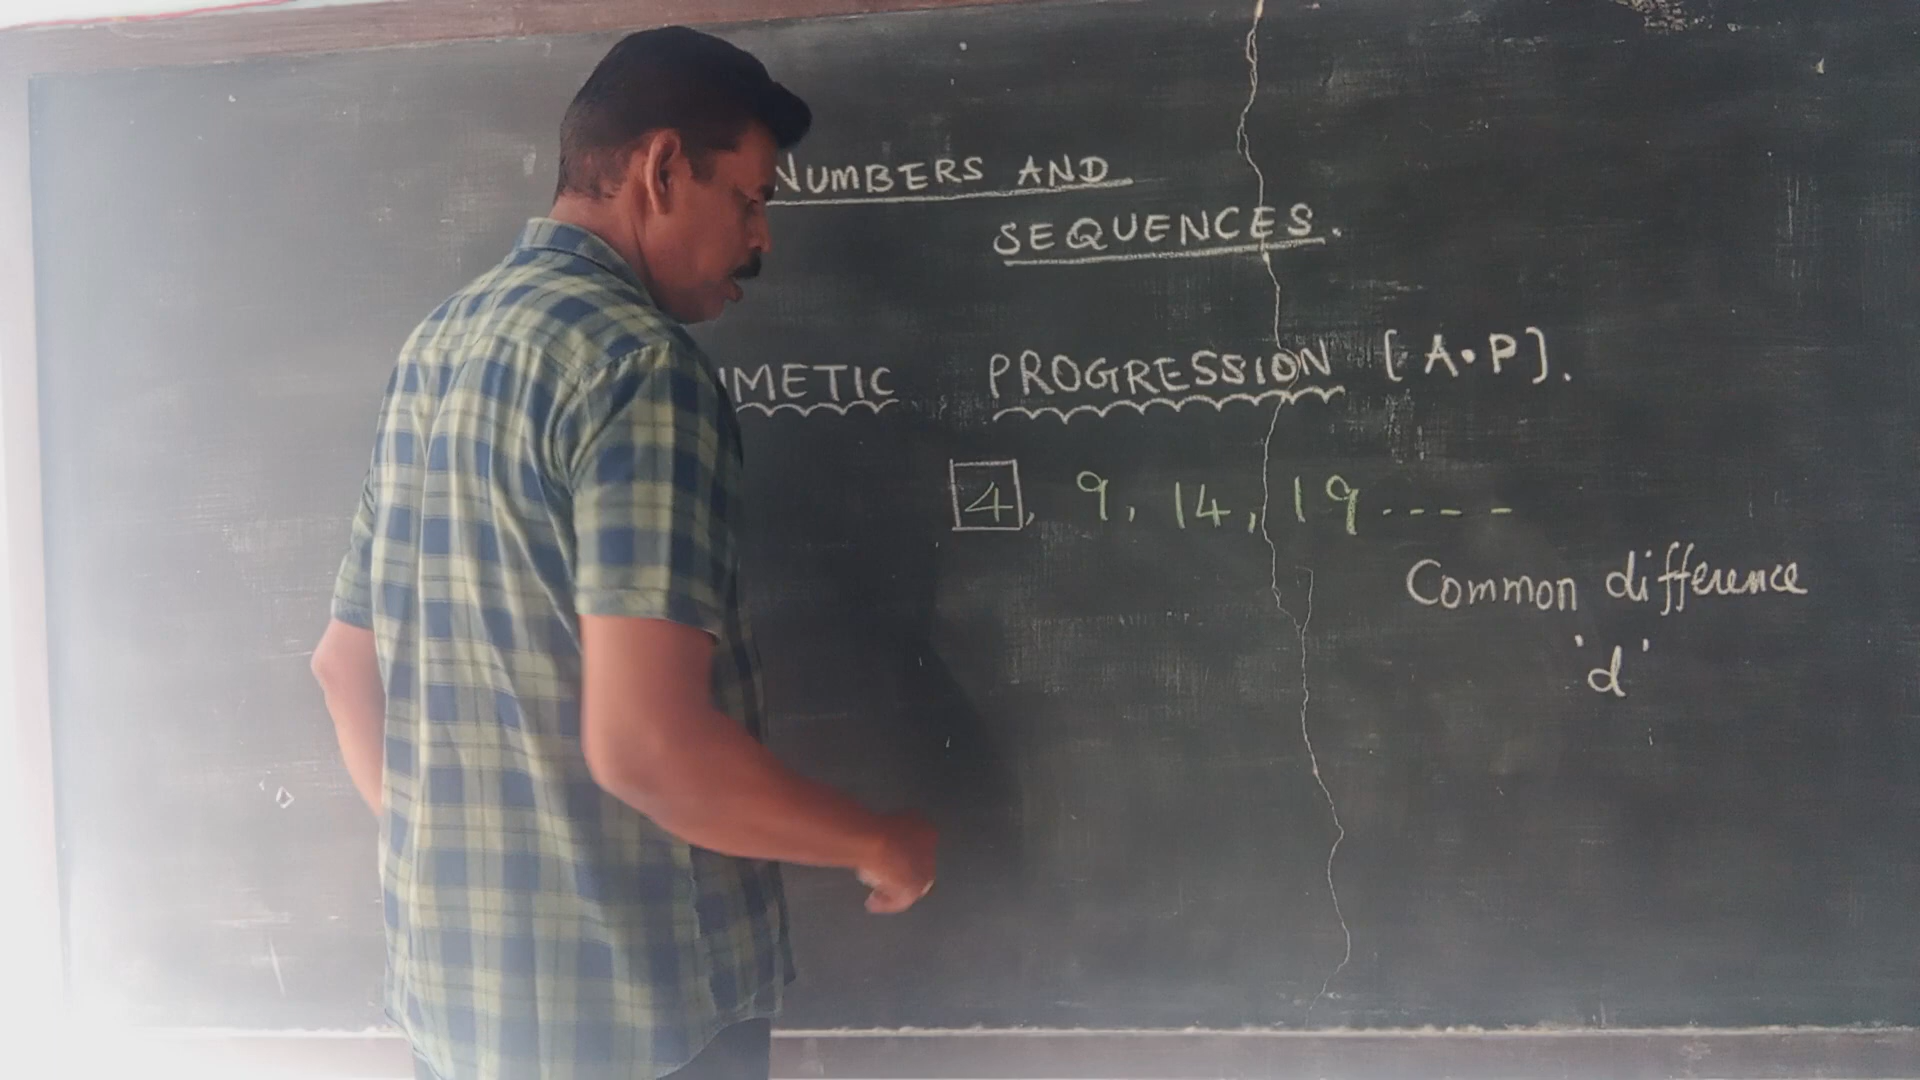 NUMBERS AND
SEQUENCES.
METIC PROGRESSION [A.P].
4, 9, 14, 19 ....
Common difference
'd'